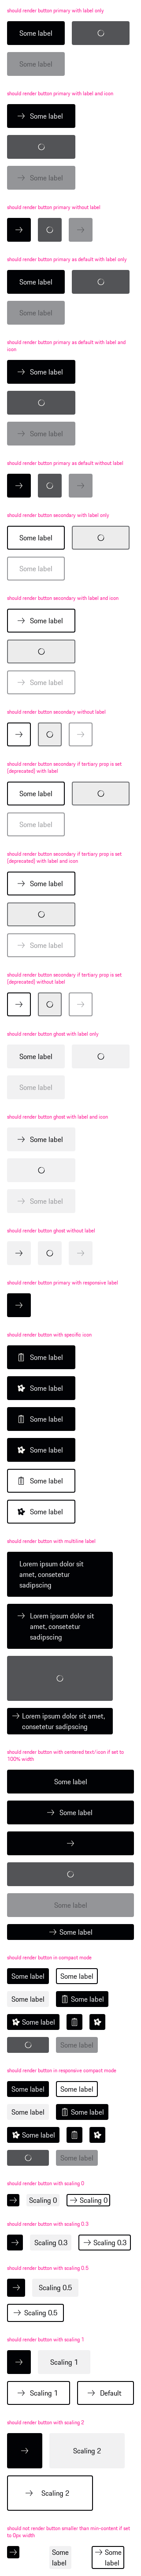 should render button primary with label only
Some label
Some label
should render button primary with label and icon
Some label
Some label
should render button primary without label
should render button primary as default with label only
Some label
Some label
should render button primary as default with label and
icon
Some label
Some label
should render button primary as default without label
should render button secondary with label only
Some label
Some label
should render button secondary with label and icon
Some label
Some label
should render button secondary without label
should render button secondary if tertiary prop is set
(deprecated) with label
Some label
Some label
should render button secondary if tertiary prop is set
(deprecated) with label and icon
Some label
Some label
should render button secondary if tertiary prop is set
(deprecated) without label
should render button ghost with label only
Some label
Some label
should render button ghost with label and icon
Some label
Some label
should render button ghost without label
should render button primary with responsive label
should render button with specific icon
Some label
Some label
Some label
Some label
Some label
Some label
should render button with multiline label
Lorem ipsum dolor sit
amet, consetetur
sadipscing
Lorem ipsum dolor sit
amet, consetetur
sadipscing
Lorem ipsum dolor sit amet,
consetetur sadipscing
should render button with centered text/icon if set to
100% width
Some label
Some label
Some label
Some label
should render button in compact mode
Some label Some label
Some label Some label
Some label
Some label
should render button in responsive compact mode
Some label Some label
Some label Some label
Some label
Some label
should render button with scaling 0
Scaling 0 Scaling 0
should render button with scaling 0.3
Scaling 0.3 Scaling 0.3
should render button with scaling 0.5
Scaling 0.5
Scaling 0.5
should render button with scaling 1
Scaling 1
Scaling 1 Default
should render button with scaling 2
Scaling 2
Scaling 2
should not render button smaller than min-content if set
to 0px width
Some Some
label label